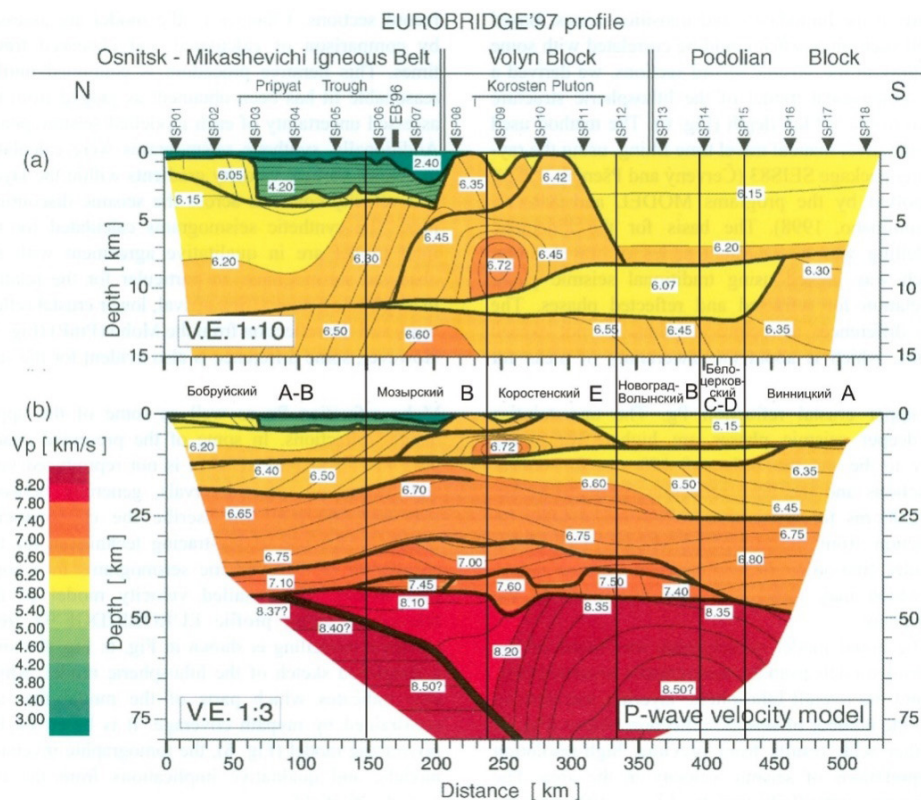 EUROBRIDGE'97 profile
Osnitsk - Mikashevichi Igneous Belt
Volyn Block
Podolian Block
N
Pripyat Trough
EB'96
Korosten Pluton
S
SP01 SP02 SP03 SP04 SP05 SP06 SP07 SP08 SP09 SP10 SP11 SP12 SP13 SP14 SP15 SP16 SP17 SP18
(a)
0
5
10
15
Depth [km]
6.05
6.15
4.20
2.40
6.35
6.42
6.15
6.20
6.30
6.45
6.72
6.45
6.20
6.07
6.30
6.50
6.60
6.55
6.45
6.35
V.E. 1:10
0
5
10
15
Бобруйский А-В
Мозырский В
Коростенский Е
Новоград-
Волынский В
Бело-
церков-
ский
C-D
Винницкий А
(b)
Vp [km/s]
8.20
7.80
7.40
7.00
6.60
6.20
5.80
5.40
5.00
4.60
4.20
3.80
3.40
3.00
0
25
50
75
Depth [km]
6.15
6.20
6.72
6.40
6.50
6.70
6.60
6.50
6.35
6.65
6.45
6.75
6.75
6.75
7.00
6.80
7.10
7.45
7.60
7.50
7.40
8.37?
8.10
8.35
8.35
8.40?
8.20
8.50?
8.50?
V.E. 1:3
P-wave velocity model
0
25
50
75
0 50 100 150 200 250 300 350 400 450 500
Distance [ km ]